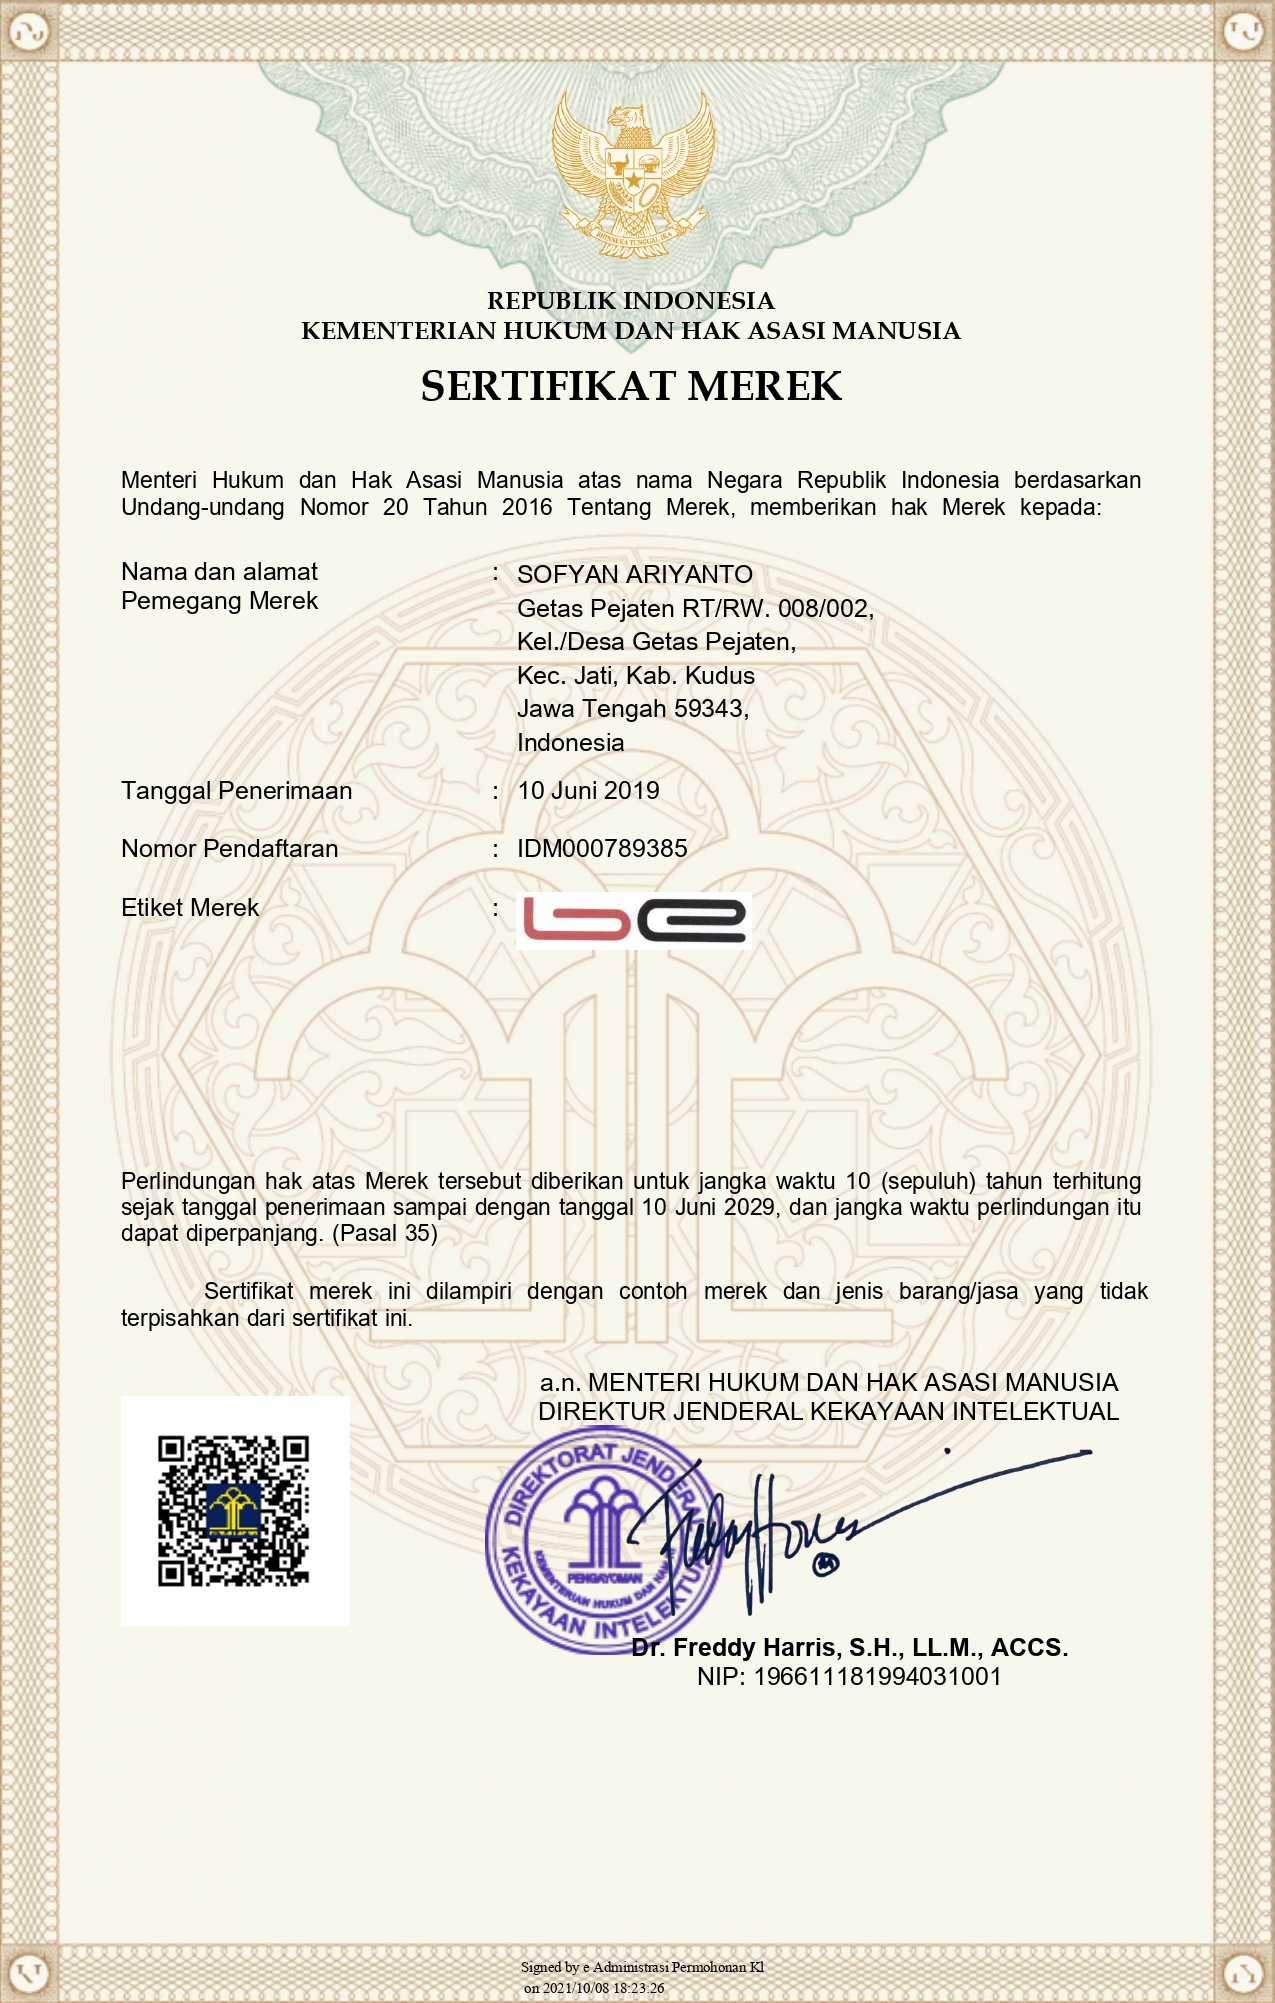 BHINNEKA TUNGGAL IKA
REPUBLIK INDONESIA
KEMENTERIAN HUKUM DAN HAK ASASI MANUSIA
SERTIFIKAT MEREK
Menteri Hukum dan Hak Asasi Manusia atas nama Negara Republik Indonesia berdasarkan
Undang-undang Nomor 20 Tahun 2016 Tentang Merek, memberikan hak Merek kepada:
Nama dan alamat : SOFYAN ARIYANTO
Pemegang Merek Getas Pejaten RT/RW. 008/002,
Kel./Desa Getas Pejaten,
Kec. Jati, Kab. Kudus
Jawa Tengah 59343,
Indonesia
Tanggal Penerimaan : 10 Juni 2019
Nomor Pendaftaran : IDM000789385
Etiket Merek : be
Perlindungan hak atas Merek tersebut diberikan untuk jangka waktu 10 (sepuluh) tahun terhitung
sejak tanggal penerimaan sampai dengan tanggal 10 Juni 2029, dan jangka waktu perlindungan itu
dapat diperpanjang. (Pasal 35)
Sertifikat merek ini dilampiri dengan contoh merek dan jenis barang/jasa yang tidak
terpisahkan dari sertifikat ini.
a.n. MENTERI HUKUM DAN HAK ASASI MANUSIA
DIREKTUR JENDERAL KEKAYAAN INTELEKTUAL
DIREKTORAT JENDERAL
KEKAYAAN INTELEKTUAL
PENGAYOMAN
KEMENTERIAN HUKUM DAN HAM
Dr. Freddy Harris, S.H., LL.M., ACCS.
NIP: 196611181994031001
Signed by e Administrasi Permohonan KI
on 2021/10/08 18:23:26